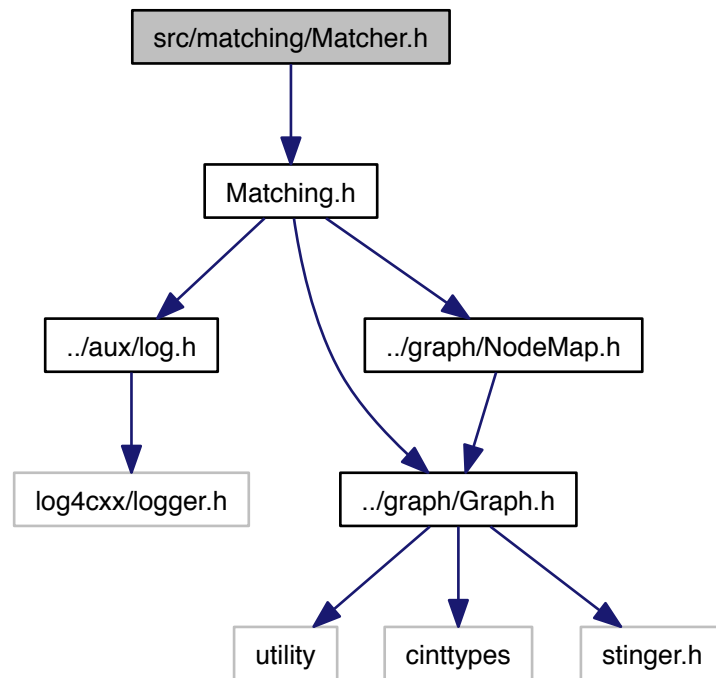 src/matching/Matcher.h
Matching.h
../aux/log.h
../graph/NodeMap.h
log4cxx/logger.h
../graph/Graph.h
utility
cinttypes
stinger.h